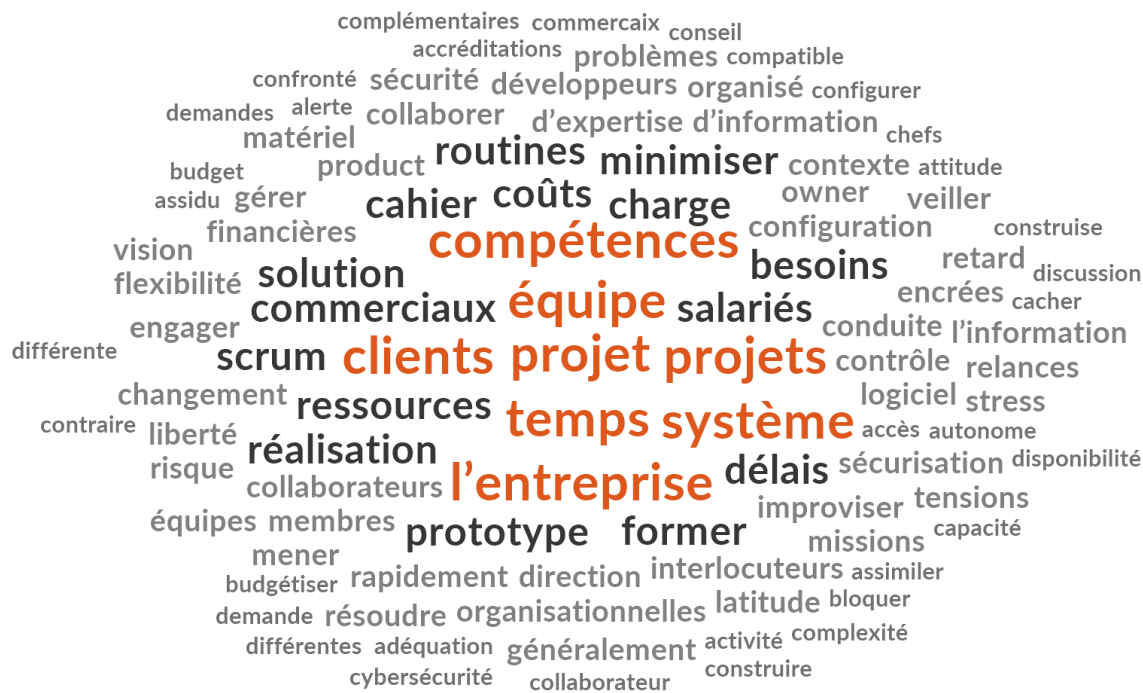 complémentaires commercaix conseil
accréditations problèmes compatible
confronté sécurité développeurs organisé configurer
demandes alerte collaborer d’expertise d’information chefs
matériel product routines minimiser contexte attitude
budget cahier coûts charge owner veiller
assidu gérer financières compétences configuration construise
vision solution besoins retard discussion
flexibilité commerciaux équipe salariés encrées cacher
engager conduite l’information
différente scrum clients projet projets contrôle relances
changement ressources logiciel stress
contraire liberté réalisation temps système accès autonome
risque collaborateurs l’entreprise délais sécurisation disponibilité
équipes membres prototype former improviser tensions
mener missions capacité
budgétiser rapidement direction interlocuteurs assimiler
demande résoudre organisationnelles latitude bloquer
différentes adéquation généralement activité complexité
cybersécurité collaborateur construire